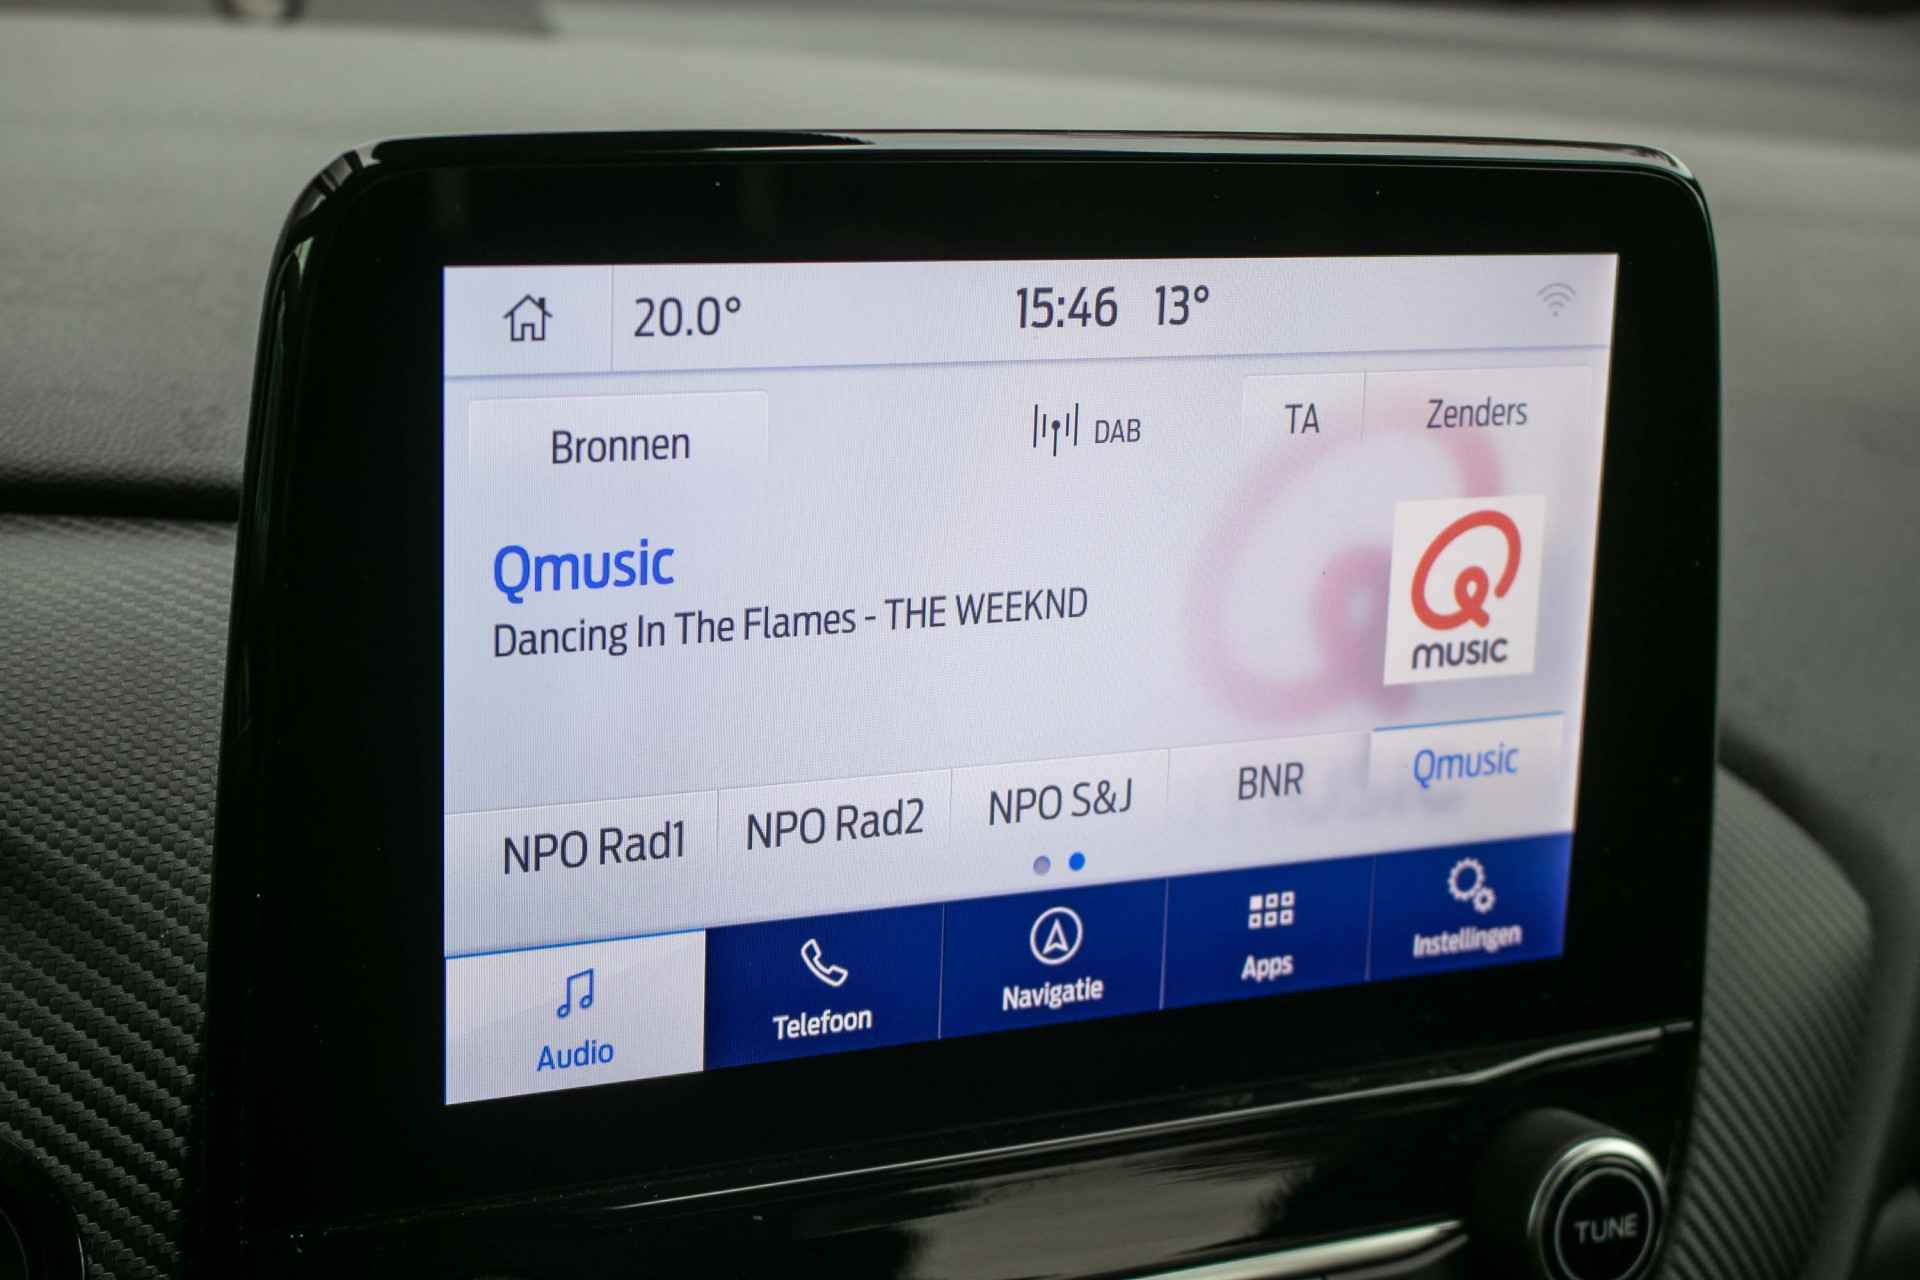 20.0° 15:46 13°
Bronnen DAB TA Zenders
Qmusic
Dancing In The Flames - THE WEEKND
Q
MUSIC
NPO Rad1 NPO Rad2 NPO S&J BNR Qmusic
Audio Telefoon Navigatie Apps Instellingen
TUNE